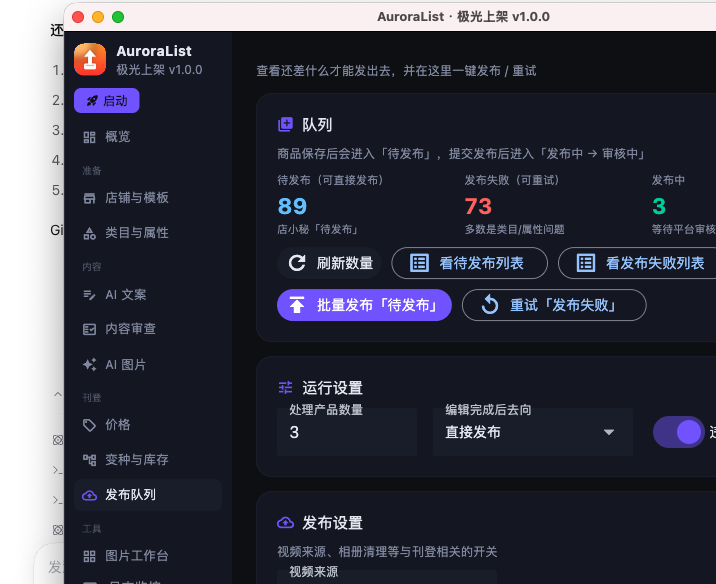 AuroraList · 极光上架 v1.0.0
还
1.
2.
3.
4.
5.
Gi
AuroraList
极光上架 v1.0.0
启动
概览
准备
店铺与模板
类目与属性
内容
AI 文案
内容审查
AI 图片
刊登
价格
变种与库存
发布队列
工具
图片工作台
查看还差什么才能发出去，并在这里一键发布 / 重试
队列
商品保存后会进入「待发布」，提交发布后进入「发布中 → 审核中」
待发布（可直接发布）
89
店小秘「待发布」
发布失败（可重试）
73
多数是类目/属性问题
发布中
3
等待平台审核
刷新数量
看待发布列表
看发布失败列表
批量发布「待发布」
重试「发布失败」
运行设置
处理产品数量
3
编辑完成后去向
直接发布
发布设置
视频来源、相册清理等与刊登相关的开关
视频来源